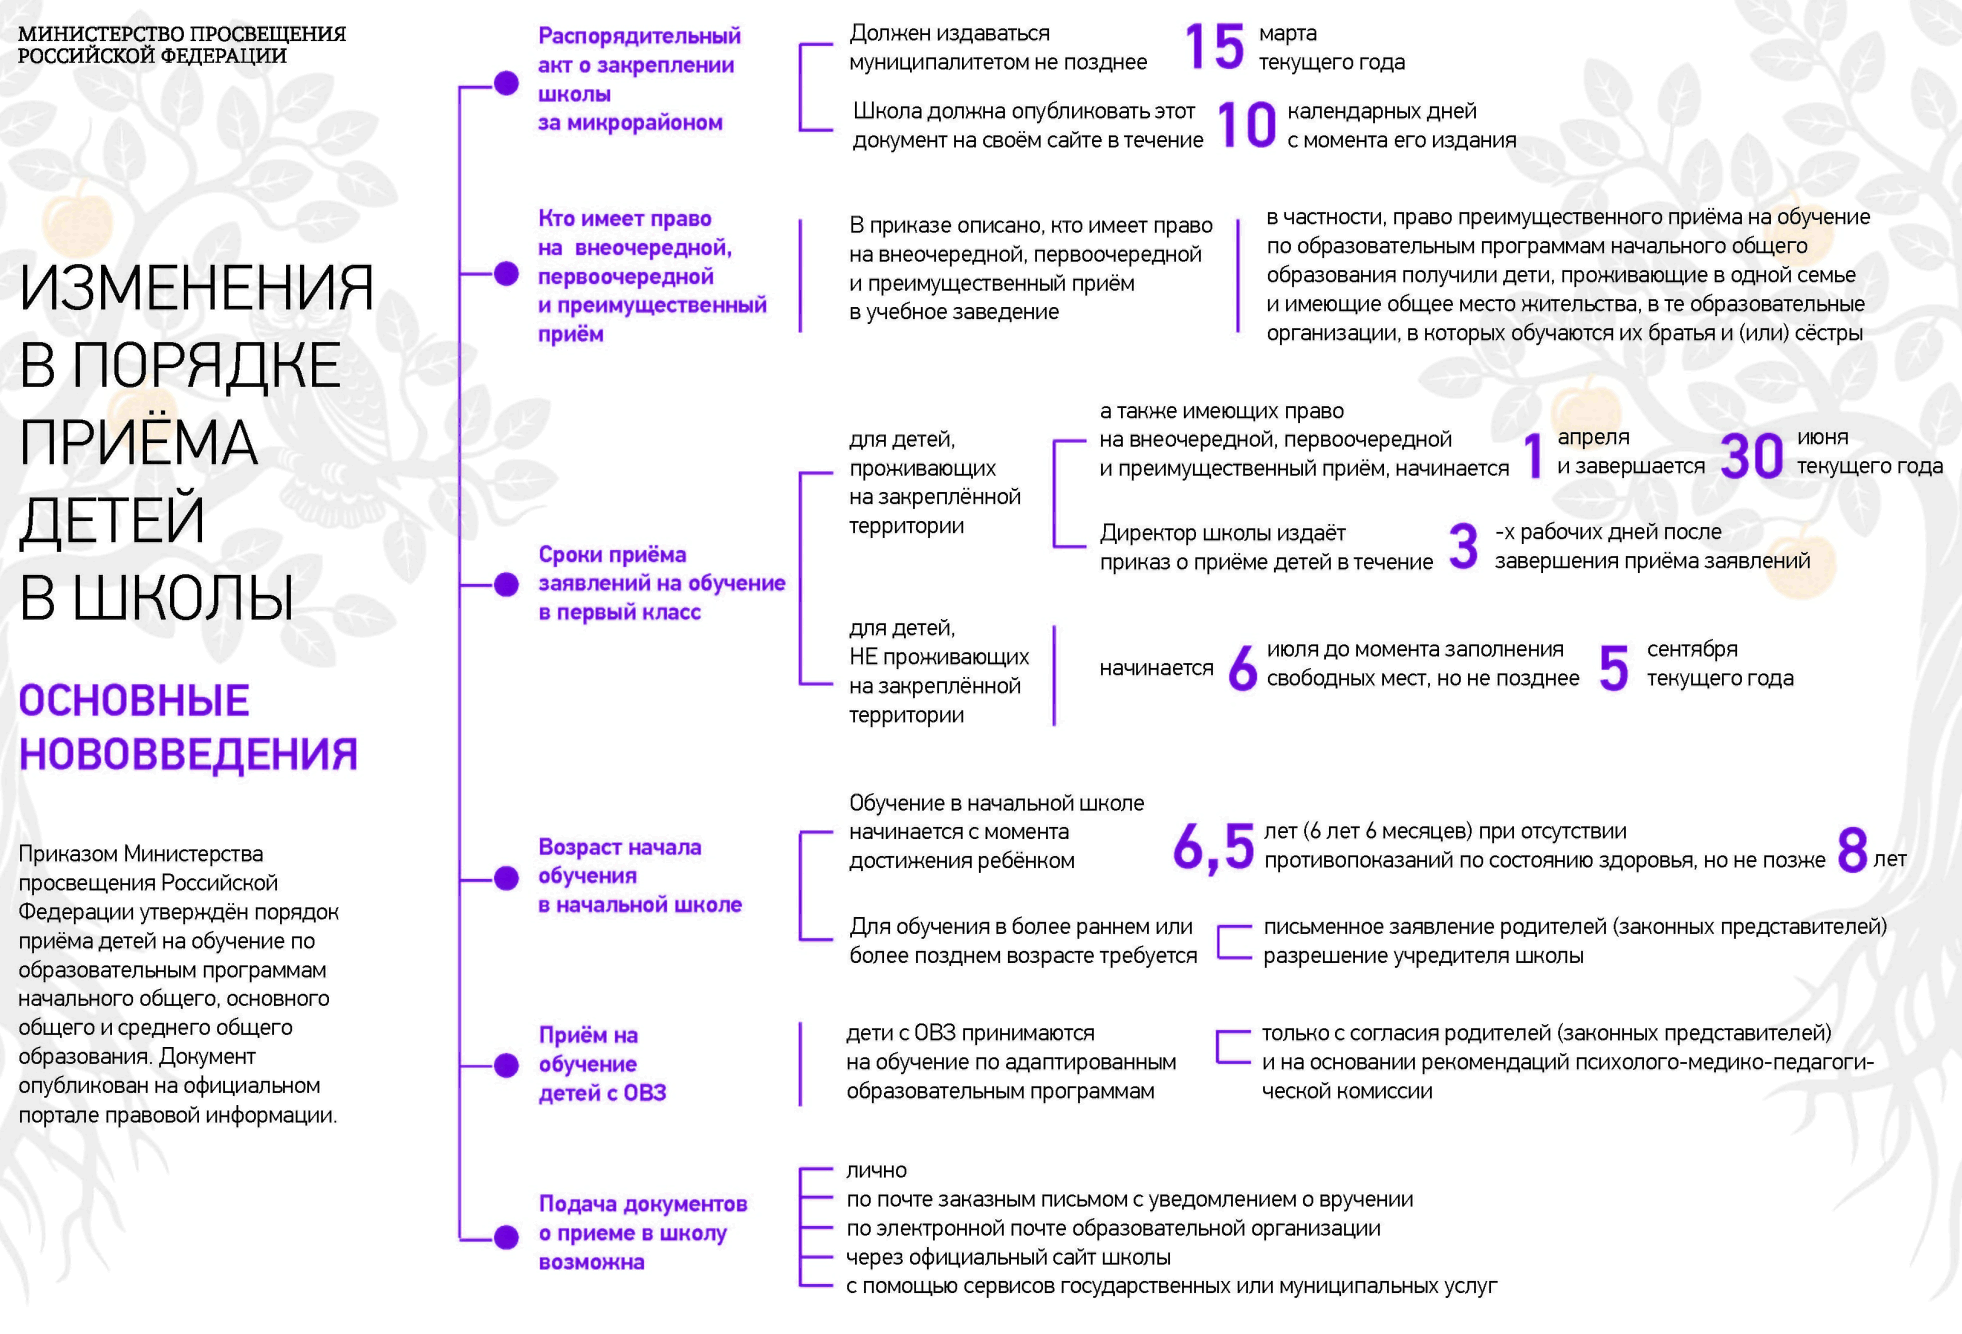 МИНИСТЕРСТВО ПРОСВЕЩЕНИЯ
РОССИЙСКОЙ ФЕДЕРАЦИИ
ИЗМЕНЕНИЯ
В ПОРЯДКЕ
ПРИЁМА
ДЕТЕЙ
В ШКОЛЫ
ОСНОВНЫЕ
НОВОВВЕДЕНИЯ
Приказом Министерства
просвещения Российской
Федерации утверждён порядок
приёма детей на обучение по
образовательным программам
начального общего, основного
общего и среднего общего
образования. Документ
опубликован на официальном
портале правовой информации.
Распорядительный
акт о закреплении
школы
за микрорайоном
Должен издаваться
муниципалитетом не позднее
15
марта
текущего года
Школа должна опубликовать этот
документ на своём сайте в течение
10
календарных дней
с момента его издания
Кто имеет право
на внеочередной,
первоочередной
и преимущественный
приём
В приказе описано, кто имеет право
на внеочередной, первоочередной
и преимущественный приём
в учебное заведение
в частности, право преимущественного приёма на обучение
по образовательным программам начального общего
образования получили дети, проживающие в одной семье
и имеющие общее место жительства, в те образовательные
организации, в которых обучаются их братья и (или) сёстры
Сроки приёма
заявлений на обучение
в первый класс
для детей,
проживающих
на закреплённой
территории
а также имеющих право
на внеочередной, первоочередной
и преимущественный приём, начинается
1
апреля
и завершается
30
июня
текущего года
Директор школы издаёт
приказ о приёме детей в течение
3
-х рабочих дней после
завершения приёма заявлений
для детей,
НЕ проживающих
на закреплённой
территории
начинается
6
июля до момента заполнения
свободных мест, но не позднее
5
сентября
текущего года
Возраст начала
обучения
в начальной школе
Обучение в начальной школе
начинается с момента
достижения ребёнком
6,5
лет (6 лет 6 месяцев) при отсутствии
противопоказаний по состоянию здоровья, но не позже
8
лет
Для обучения в более раннем или
более позднем возрасте требуется
письменное заявление родителей (законных представителей)
разрешение учредителя школы
Приём на
обучение
детей с ОВЗ
дети с ОВЗ принимаются
на обучение по адаптированным
образовательным программам
только с согласия родителей (законных представителей)
и на основании рекомендаций психолого-медико-педагоги-
ческой комиссии
Подача документов
о приеме в школу
возможна
лично
по почте заказным письмом с уведомлением о вручении
по электронной почте образовательной организации
через официальный сайт школы
с помощью сервисов государственных или муниципальных услуг